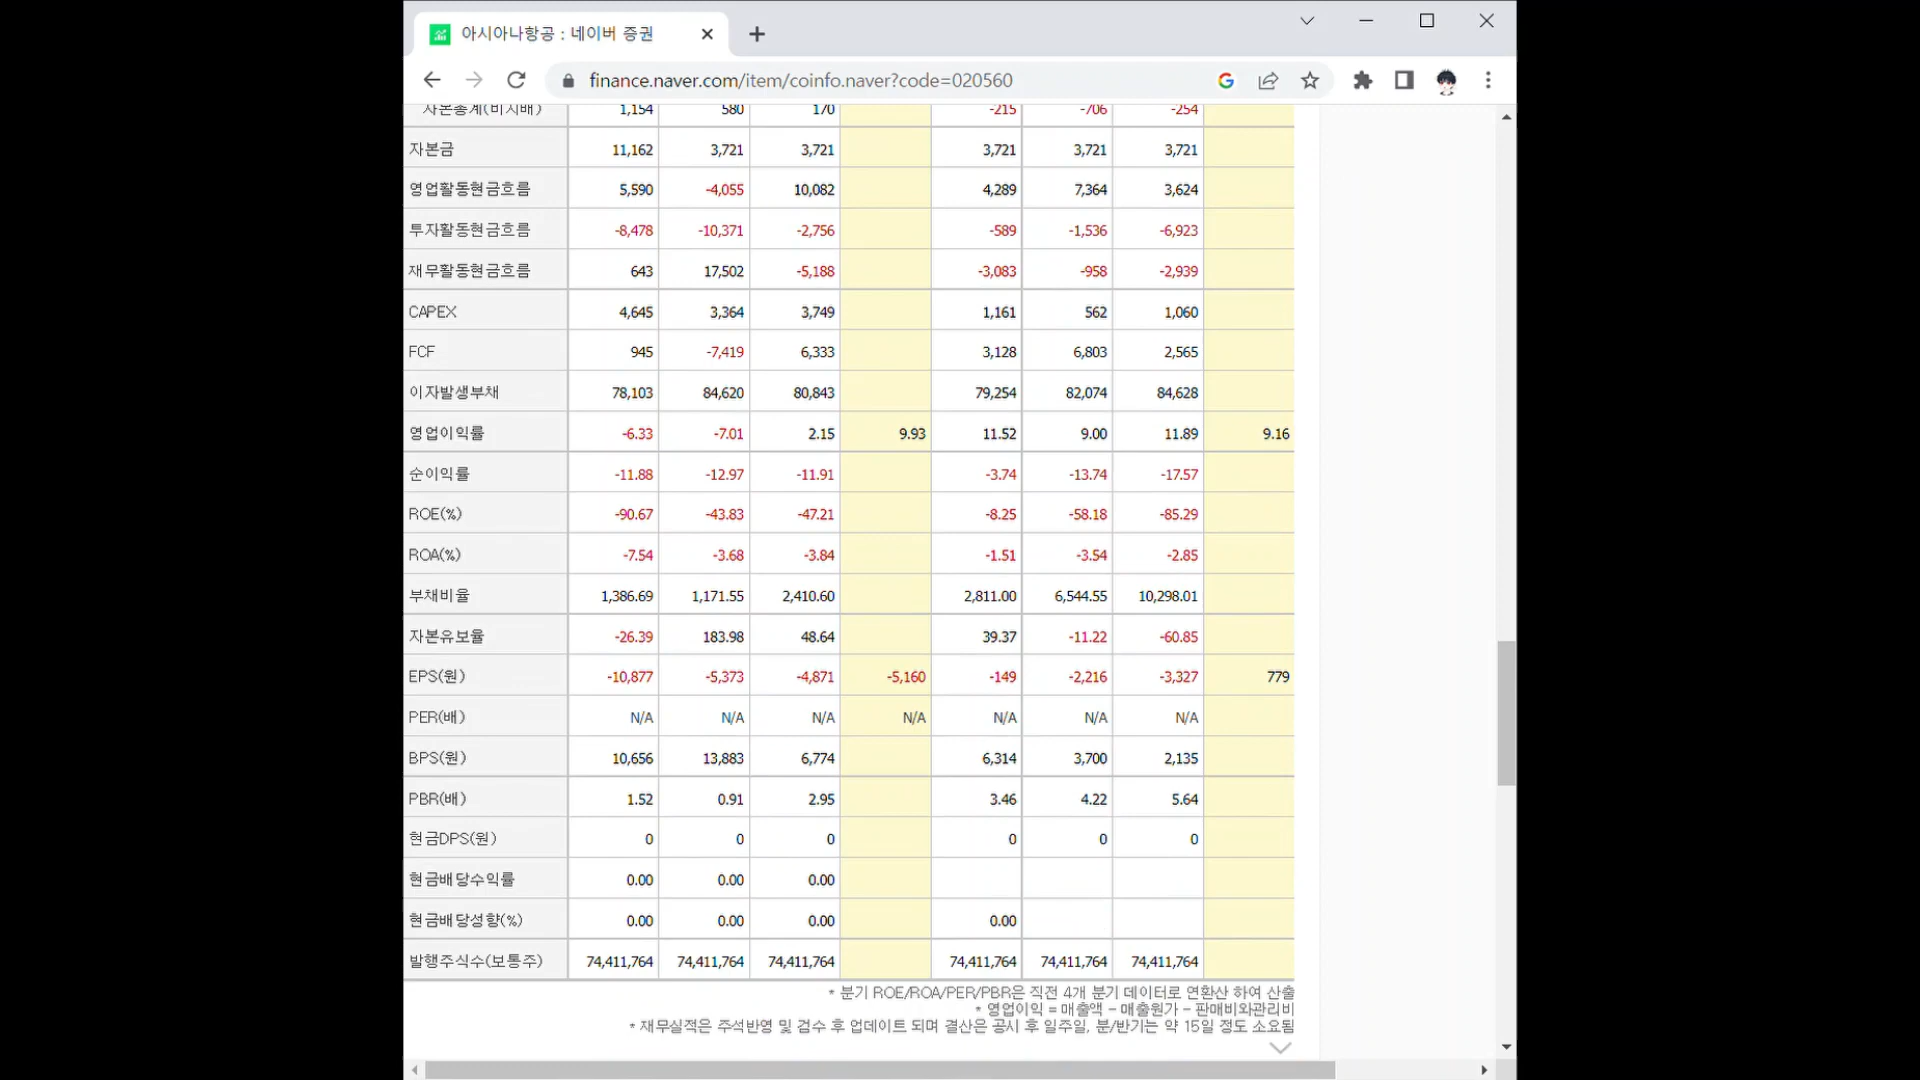 아시아나항공 : 네이버 증권
finance.naver.com/item/coinfo.naver?code=020560
자본총계(비지배) 1,154 580 170 -215 -706 -254
자본금 11,162 3,721 3,721 3,721 3,721 3,721
영업활동현금흐름 5,590 -4,055 10,082 4,289 7,364 3,624
투자활동현금흐름 -8,478 -10,371 -2,756 -589 -1,536 -6,923
재무활동현금흐름 643 17,502 -5,188 -3,083 -958 -2,939
CAPEX 4,645 3,364 3,749 1,161 562 1,060
FCF 945 -7,419 6,333 3,128 6,803 2,565
이자발생부채 78,103 84,620 80,843 79,254 82,074 84,628
영업이익률 -6.33 -7.01 2.15 9.93 11.52 9.00 11.89 9.16
순이익률 -11.88 -12.97 -11.91 -3.74 -13.74 -17.57
ROE(%) -90.67 -43.83 -47.21 -8.25 -58.18 -85.29
ROA(%) -7.54 -3.68 -3.84 -1.51 -3.54 -2.85
부채비율 1,386.69 1,171.55 2,410.60 2,811.00 6,544.55 10,298.01
자본유보율 -26.39 183.98 48.64 39.37 -11.22 -60.85
EPS(원) -10,877 -5,373 -4,871 -5,160 -149 -2,216 -3,327 779
PER(배) N/A N/A N/A N/A N/A N/A N/A
BPS(원) 10,656 13,883 6,774 6,314 3,700 2,135
PBR(배) 1.52 0.91 2.95 3.46 4.22 5.64
현금DPS(원) 0 0 0 0 0 0
현금배당수익률 0.00 0.00 0.00
현금배당성향(%) 0.00 0.00 0.00 0.00
발행주식수(보통주) 74,411,764 74,411,764 74,411,764 74,411,764 74,411,764 74,411,764
* 분기 ROE/ROA/PER/PBR은 직전 4개 분기 데이터로 연환산 하여 산출
* 영업이익 = 매출액 - 매출원가 - 판매비와관리비
* 재무실적은 주석반영 및 검수 후 업데이트 되며 결산은 공시 후 일주일, 분/반기는 약 15일 정도 소요됨